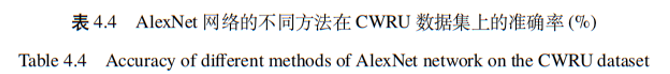 表 4.4 AlexNet 网络的不同方法在 CWRU 数据集上的准确率 (%)
Table 4.4 Accuracy of different methods of AlexNet network on the CWRU dataset